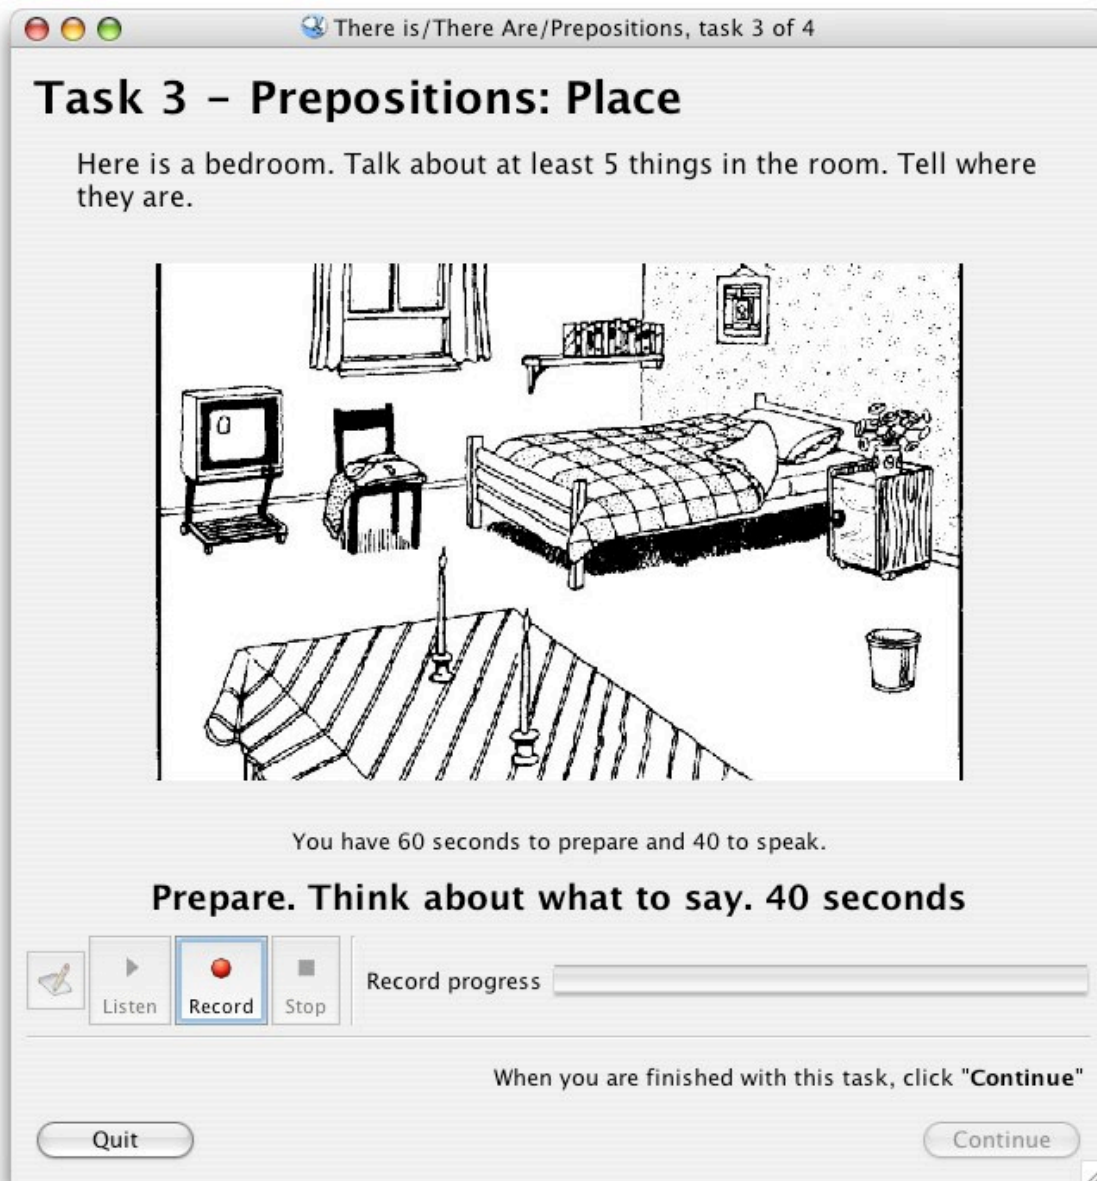 There is/There Are/Prepositions, task 3 of 4
Task 3 – Prepositions: Place
Here is a bedroom. Talk about at least 5 things in the room. Tell where
they are.
You have 60 seconds to prepare and 40 to speak.
Prepare. Think about what to say. 40 seconds
Listen
Record
Stop
Record progress
When you are finished with this task, click "Continue"
Quit
Continue